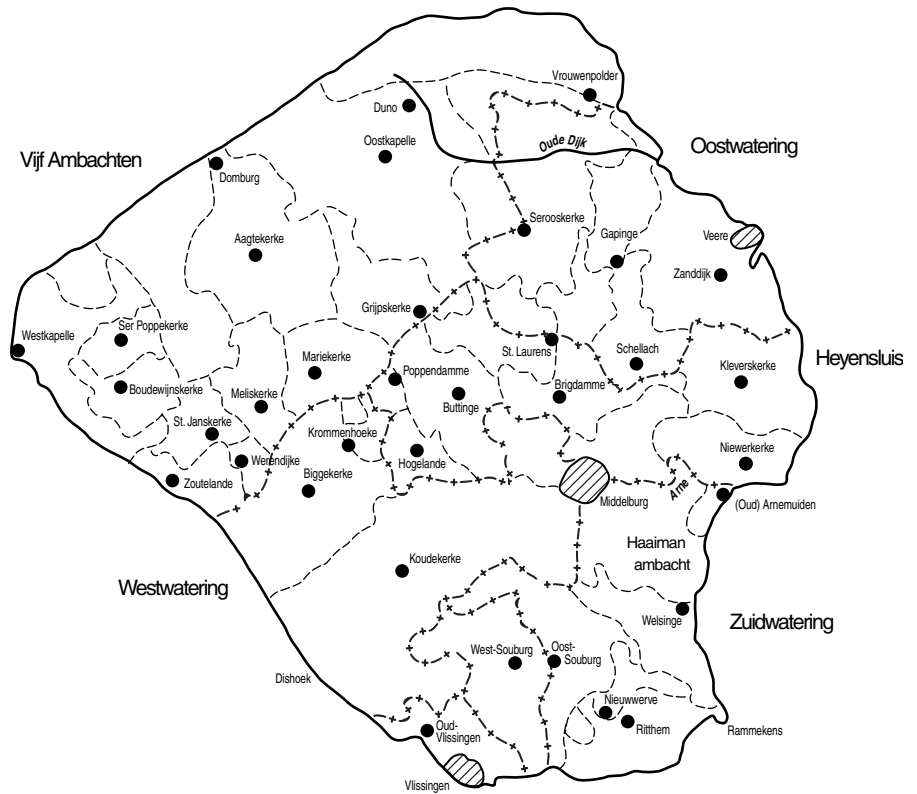 Vrouwenpolder
Duno
Oostkapelle
Oude Dijk
Oostwatering
Vijf Ambachten
Domburg
Serooskerke
Gapinge
Veere
Aagtekerke
Zanddijk
Grijpskerke
Ser Poppekerke
Westkapelle
St. Laurens
Schellach
Heyensluis
Mariekerke
Poppendamme
Kleverskerke
Boudewijnskerke
Meliskerke
Buttinge
Brigdamme
St. Janskerke
Krommenhoeke
Niewerkerke
Werendijke
Hogelande
Zoutelande
Biggekerke
Arne
Middelburg
(Oud) Arnemuiden
Haaiman
ambacht
Koudekerke
Westwatering
Welsinge
Zuidwatering
West-Souburg
Oost-
Souburg
Dishoek
Nieuwwerve
Oud-
Vlissingen
Ritthem
Rammekens
Vlissingen